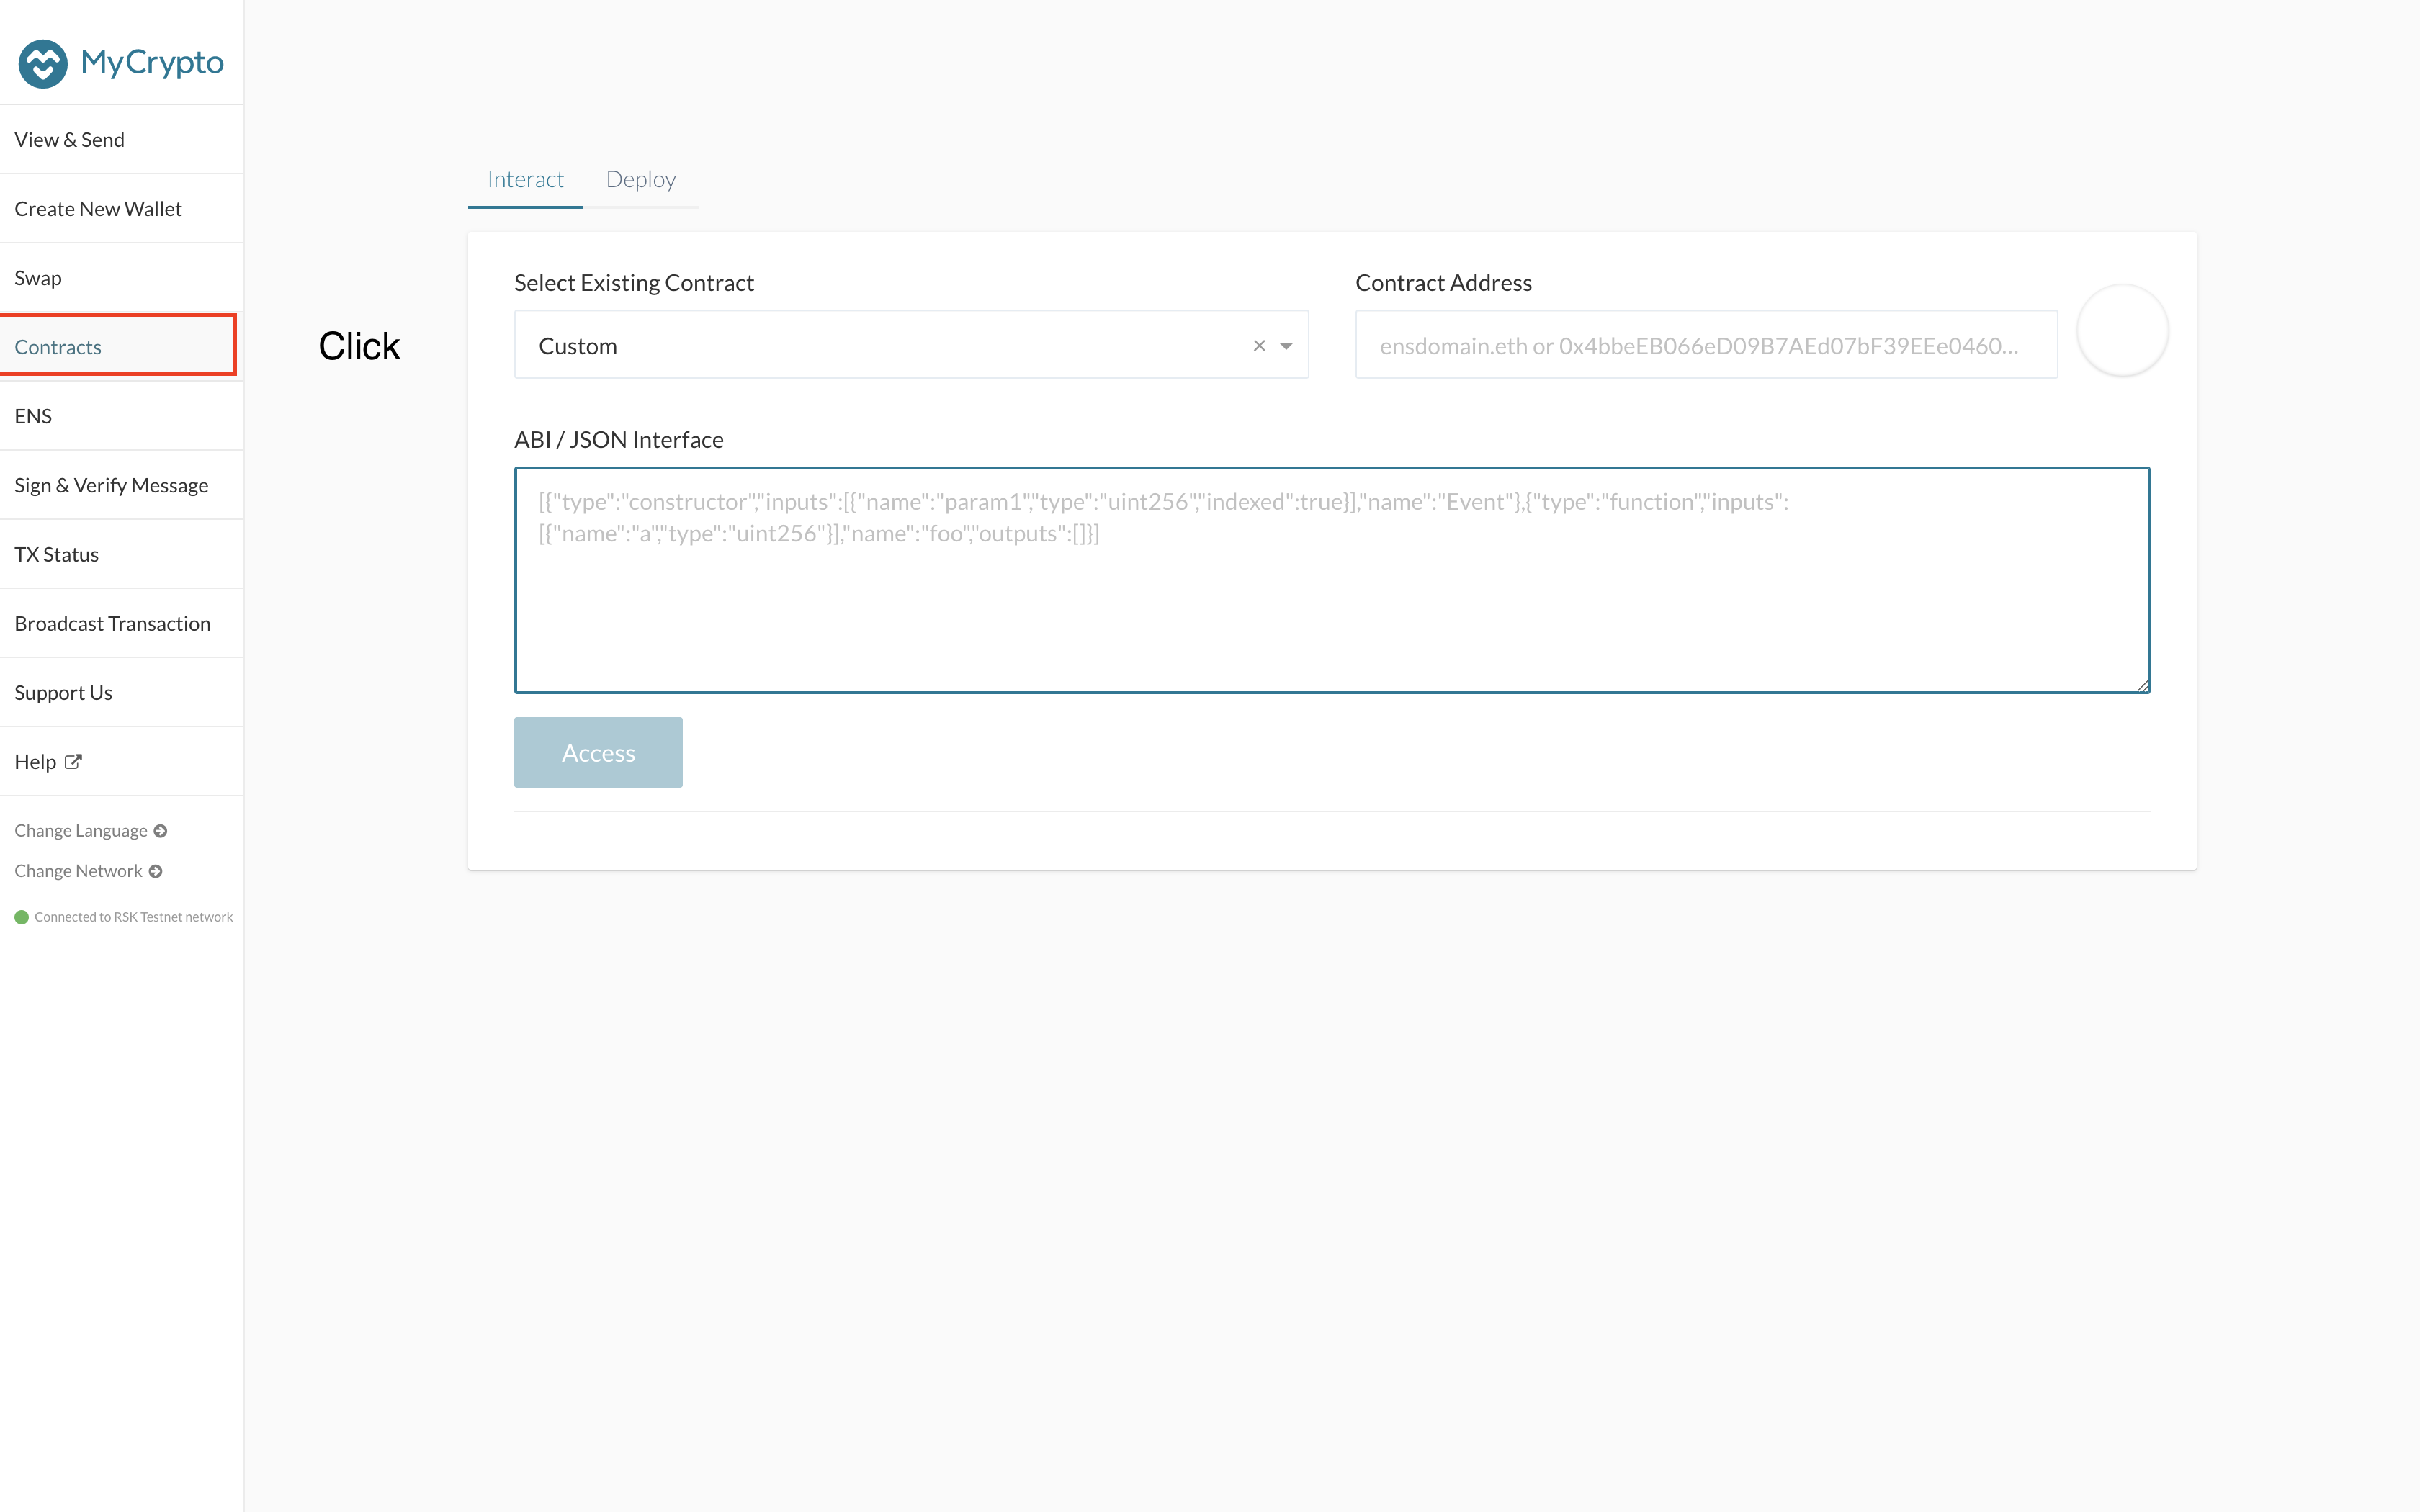 MyCrypto
View & Send
Create New Wallet
Swap
Contracts
ENS
Sign & Verify Message
TX Status
Broadcast Transaction
Support Us
Help
Change Language
Change Network
Connected to RSK Testnet network
Click
Interact
Deploy
Select Existing Contract
Custom
Contract Address
ensdomain.eth or 0x4bbeEB066eD09B7AEd07bF39EEe0460...
ABI / JSON Interface
[{"type":"constructor","inputs":[{"name":"param1","type":"uint256","indexed":true}],"name":"Event"},{"type":"function","inputs":
[{"name":"a","type":"uint256"}],"name":"foo","outputs":[]}]
Access